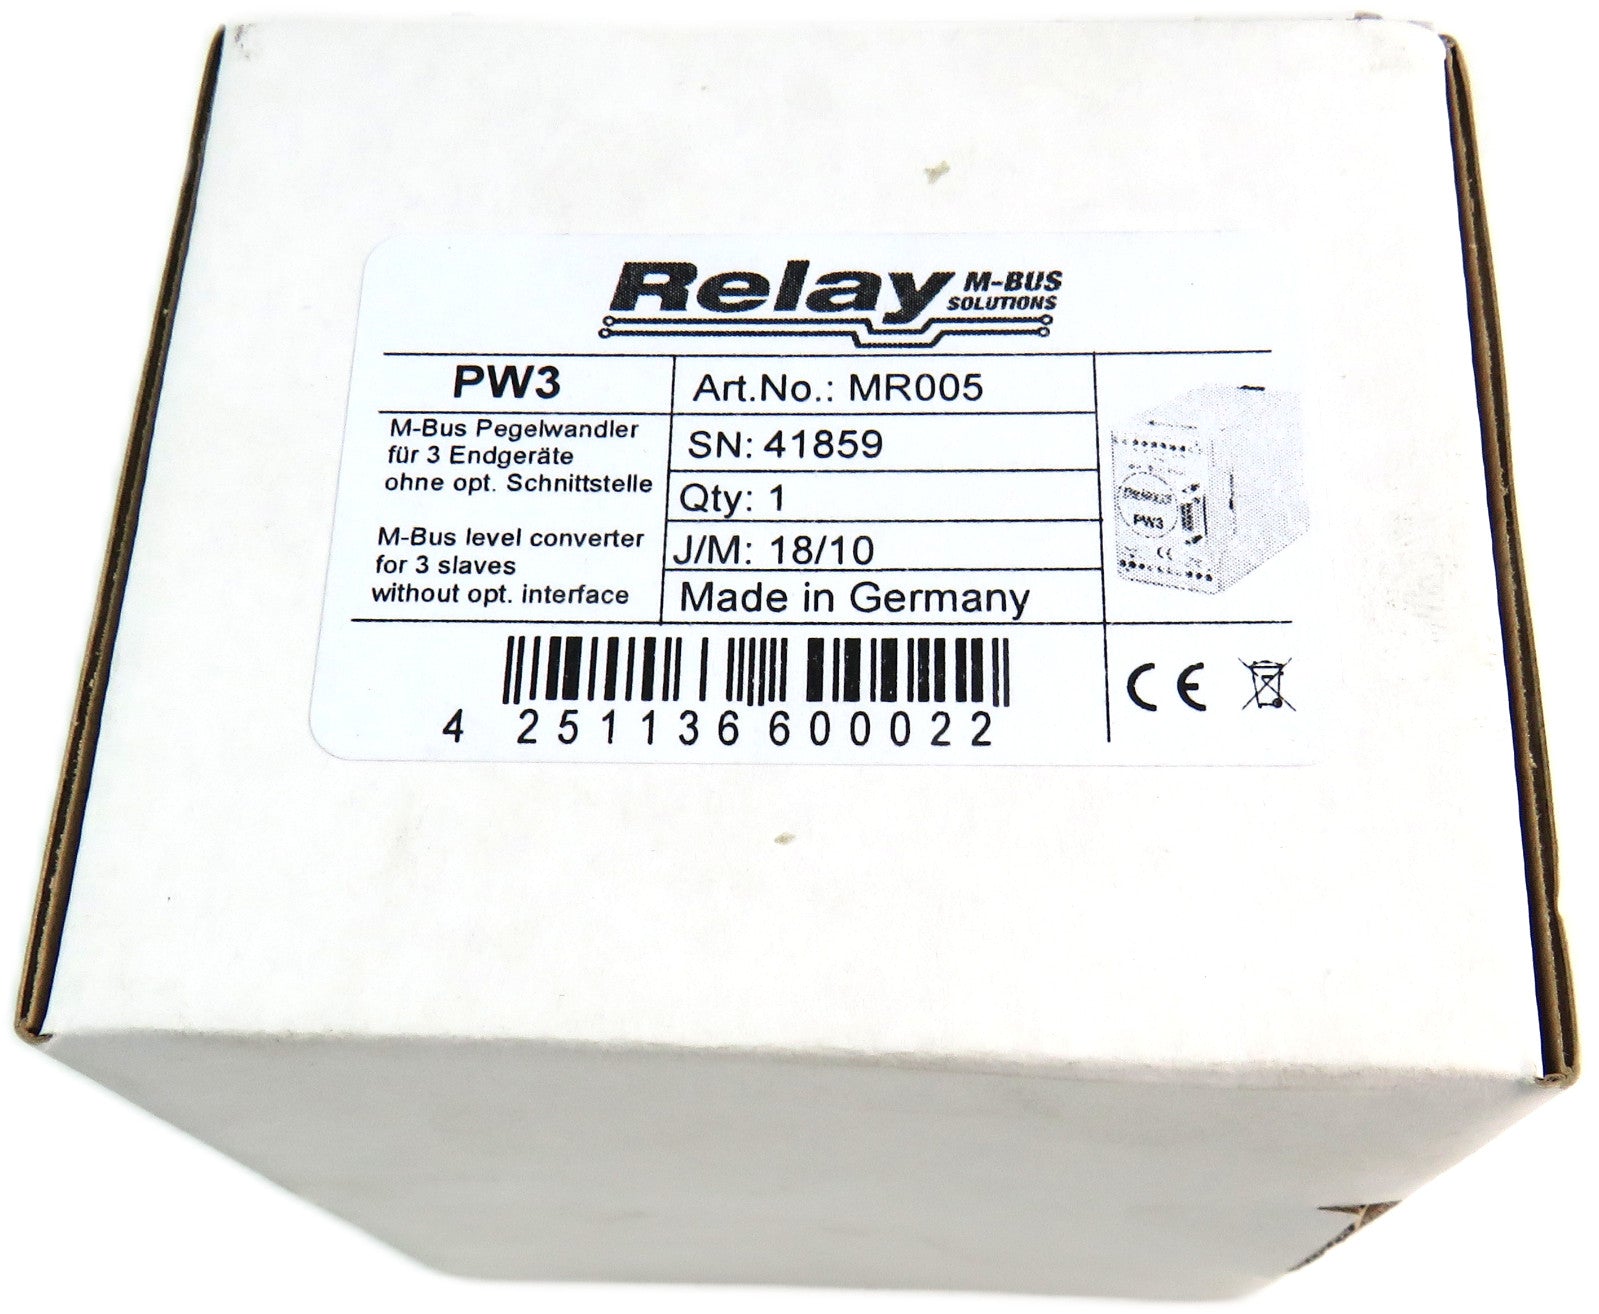 Relay M-BUS
SOLUTIONS
PW3
M-Bus Pegelwandler
für 3 Endgeräte
ohne opt. Schnittstelle
M-Bus level converter
for 3 slaves
without opt. interface
Art.No.: MR005
SN: 41859
Qty: 1
J/M: 18/10
Made in Germany
PW3
CE
4 251136 600022
CE